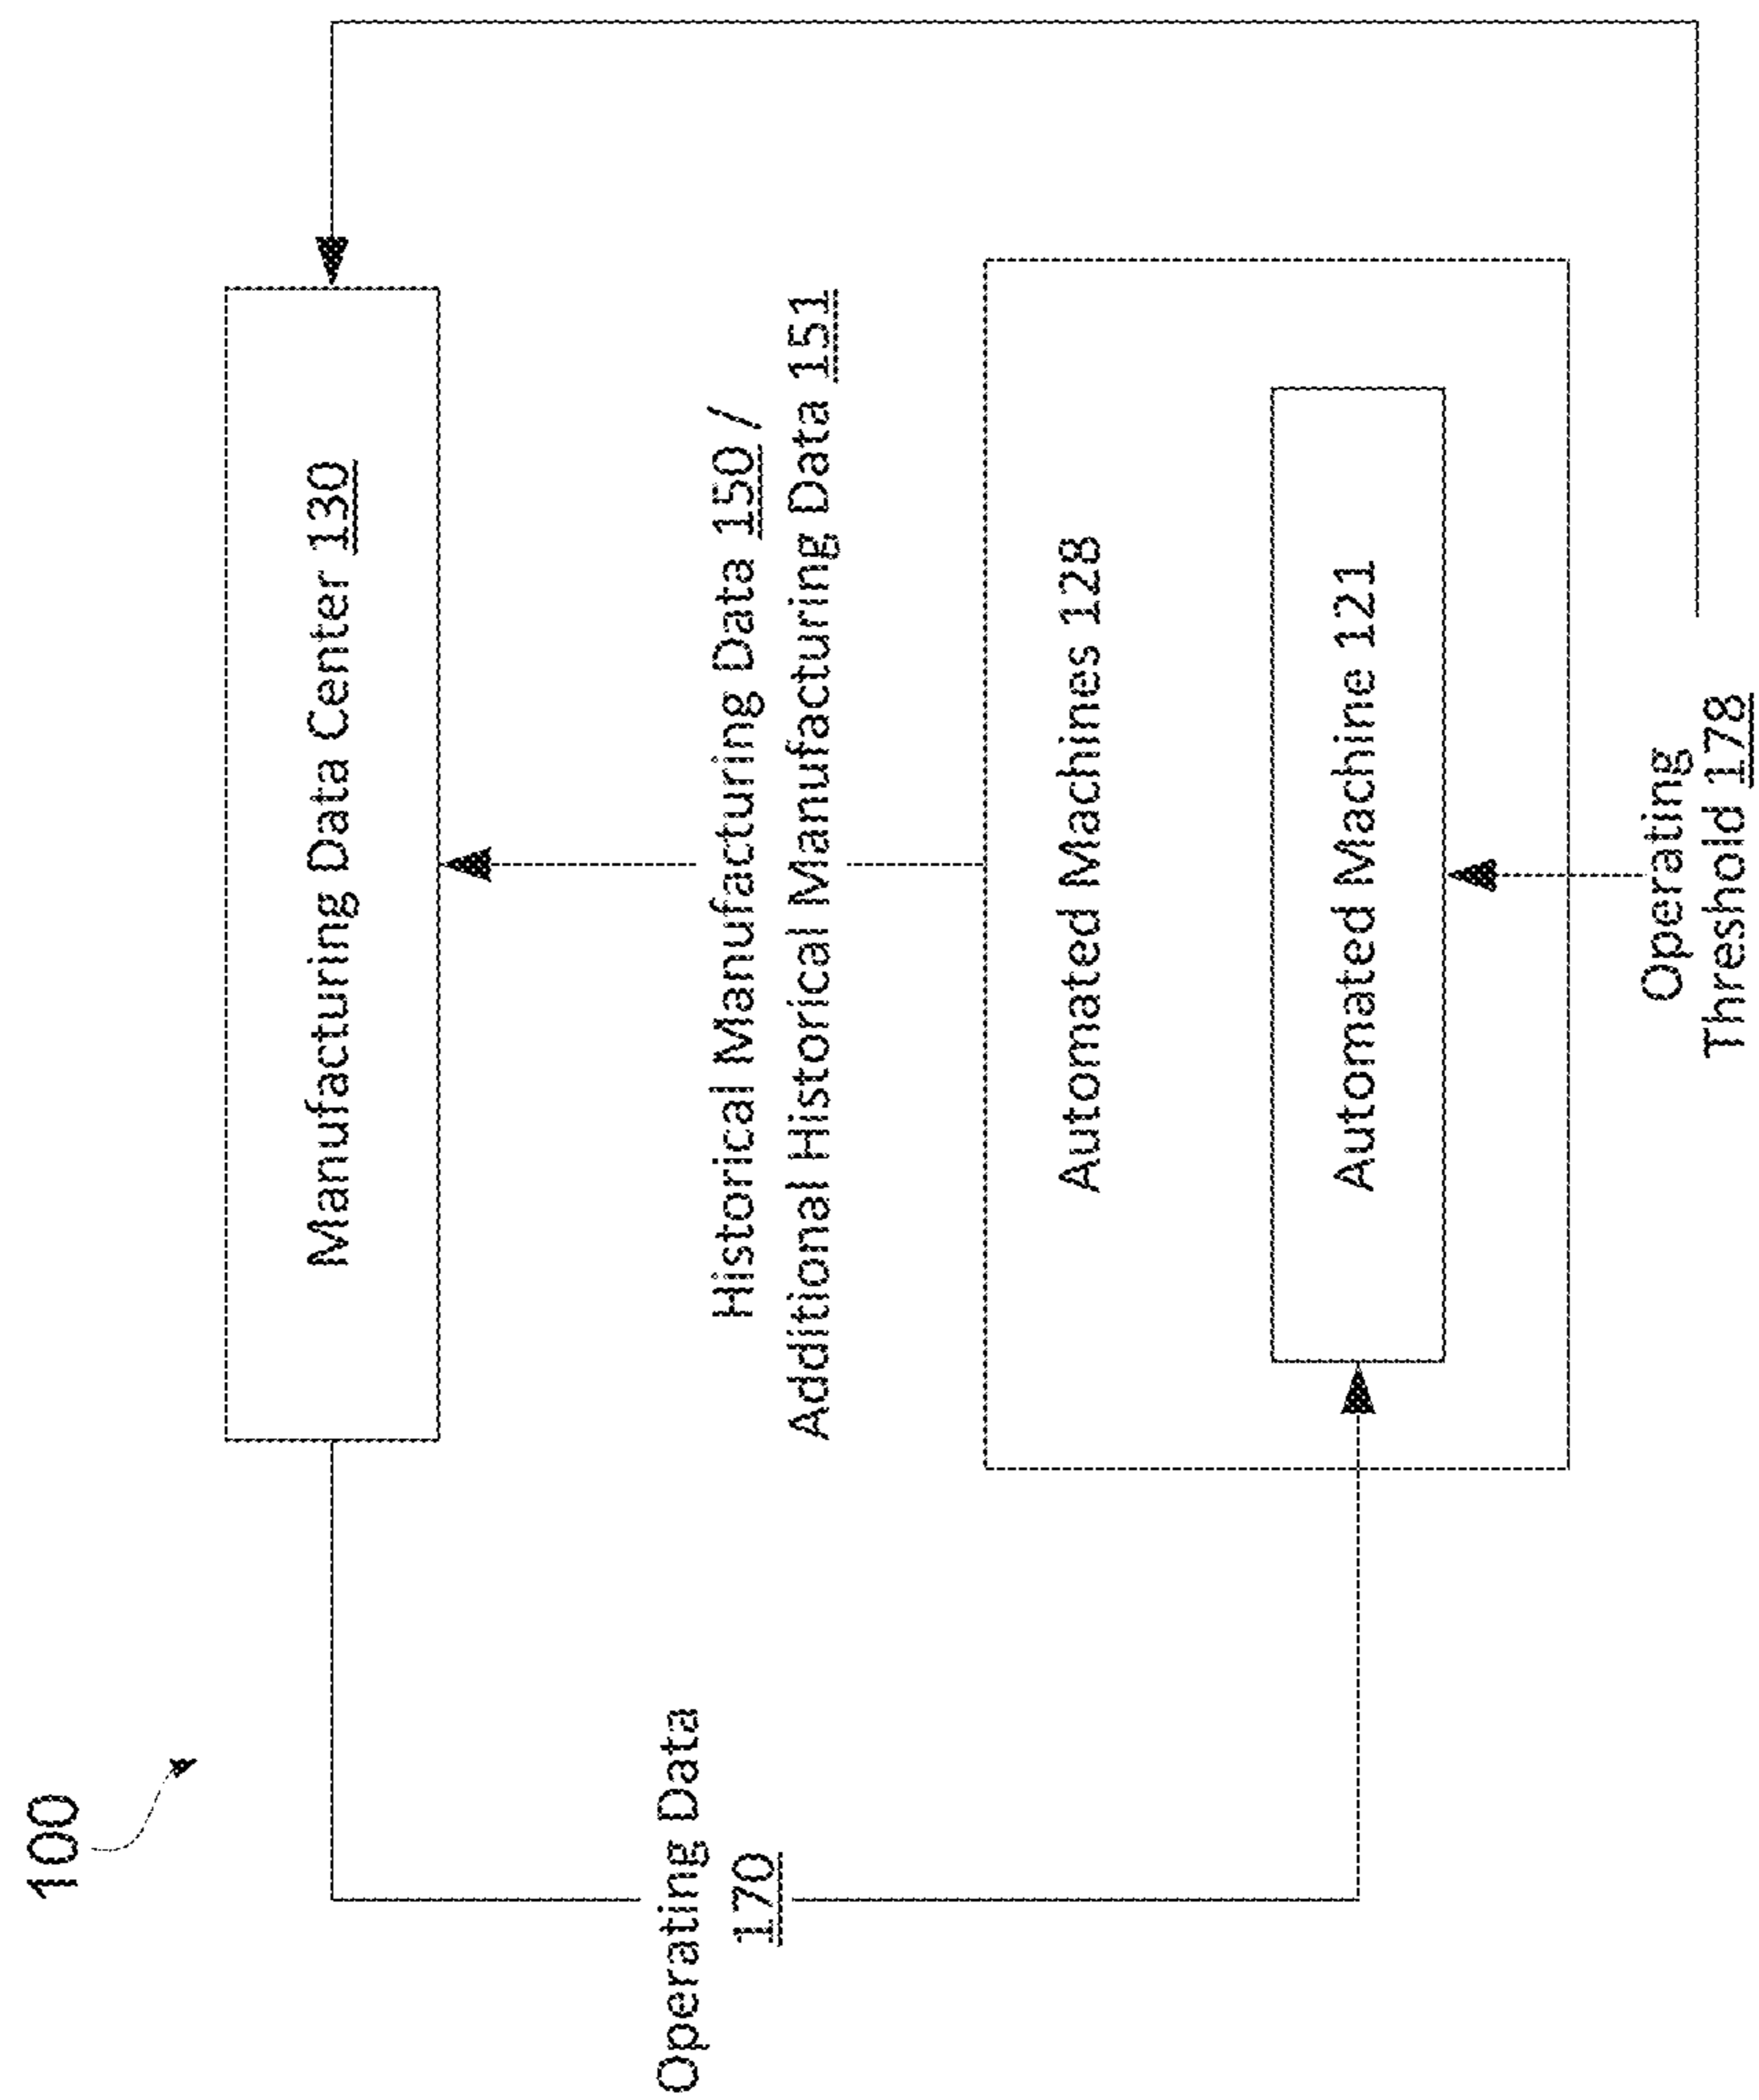 100
Manufacturing Data Center 130
Operating Data
170
Historical Manufacturing Data 150 /
Additional Historical Manufacturing Data 151
Automated Machines 128
Automated Machine 121
Operating
Threshold 178